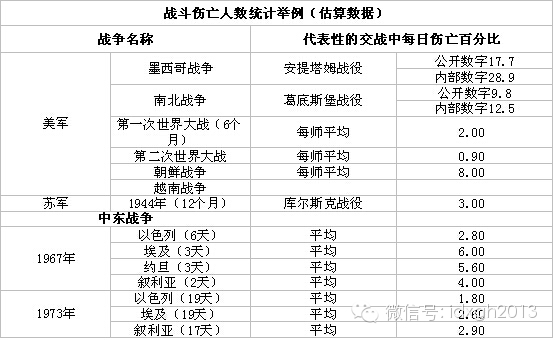 战斗伤亡人数统计举例（估算数据）
战争名称 代表性的交战中每日伤亡百分比
美军 墨西哥战争 安提塔姆战役 公开数字17.7
内部数字28.9
南北战争 葛底斯堡战役 公开数字9.8
内部数字12.5
第一次世界大战（6个月） 每师平均 2.00
第二次世界大战 每师平均 0.90
朝鲜战争 每师平均 8.00
越南战争
苏军 1944年（12个月） 库尔斯克战役 3.00
中东战争
1967年 以色列（6天） 平均 2.80
埃及（3天） 平均 6.00
约旦（3天） 平均 5.60
叙利亚（2天） 平均 4.00
1973年 以色列（19天） 平均 1.80
埃及（19天） 平均 2.60
叙利亚（17天） 平均 2.90
微信号: